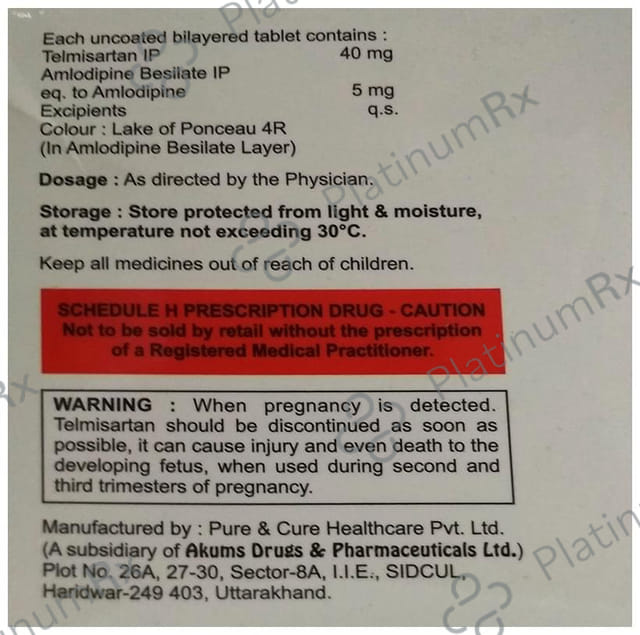 Each uncoated bilayered tablet contains :
Telmisartan IP 40 mg
Amlodipine Besilate IP
eq. to Amlodipine 5 mg
Excipients q.s.
Colour : Lake of Ponceau 4R
(In Amlodipine Besilate Layer)
Dosage : As directed by the Physician.
Storage : Store protected from light & moisture,
at temperature not exceeding 30°C.
Keep all medicines out of reach of children.
SCHEDULE H PRESCRIPTION DRUG - CAUTION
Not to be sold by retail without the prescription
of a Registered Medical Practitioner.
WARNING : When pregnancy is detected.
Telmisartan should be discontinued as soon as
possible, it can cause injury and even death to the
developing fetus, when used during second and
third trimesters of pregnancy.
Manufactured by : Pure & Cure Healthcare Pvt. Ltd.
(A subsidiary of Akums Drugs & Pharmaceuticals Ltd.)
Plot No. 26A, 27-30, Sector-8A, I.I.E., SIDCUL,
Haridwar-249 403, Uttarakhand.
PlatinumRx
PlatinumRx
Rx
Platin
numRx
Platinu